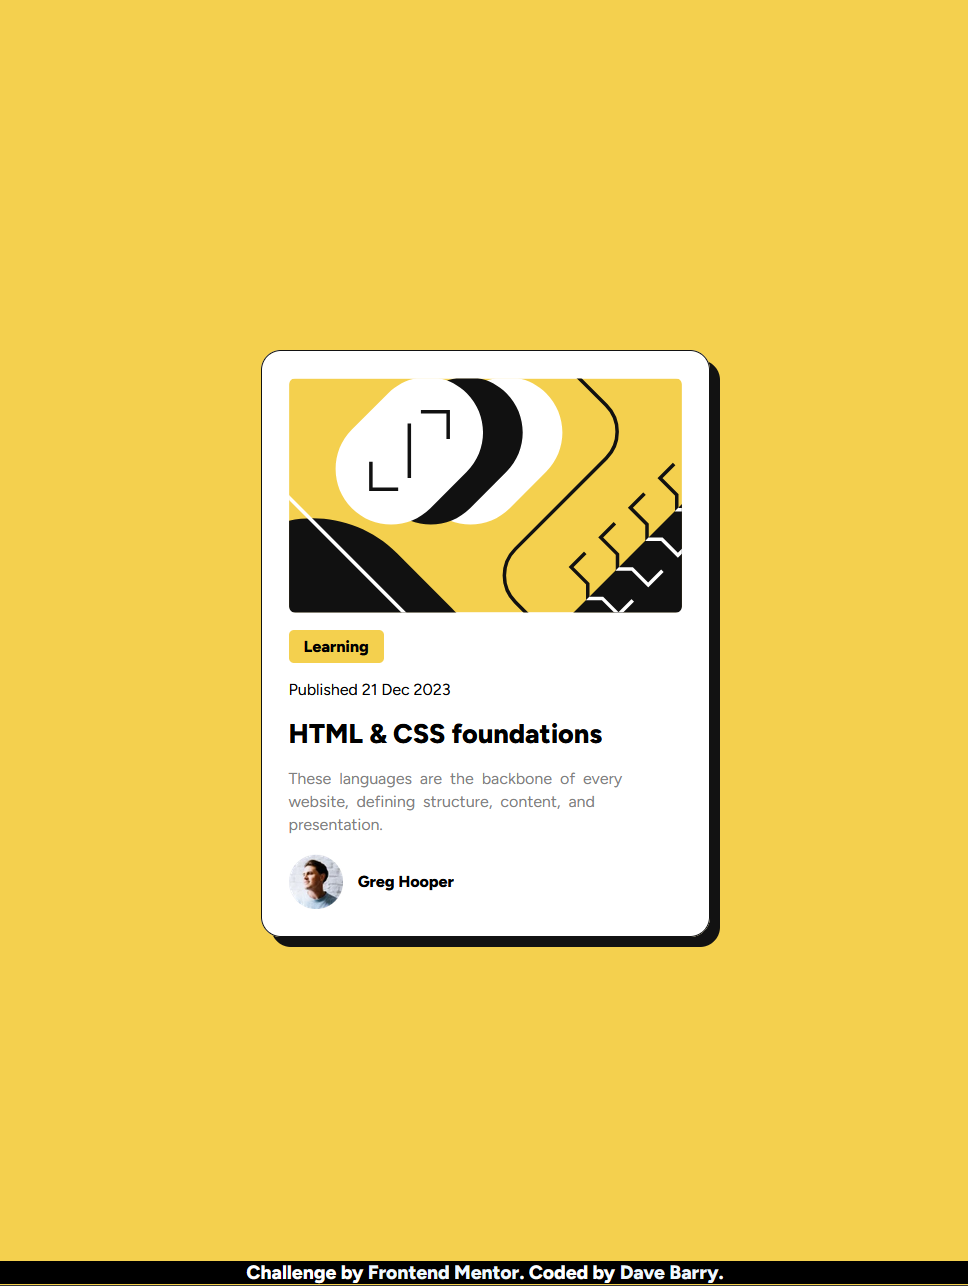 Learning
Published 21 Dec 2023
HTML & CSS foundations
These languages are the backbone of every
website, defining structure, content, and
presentation.
Greg Hooper
Challenge by Frontend Mentor. Coded by Dave Barry.